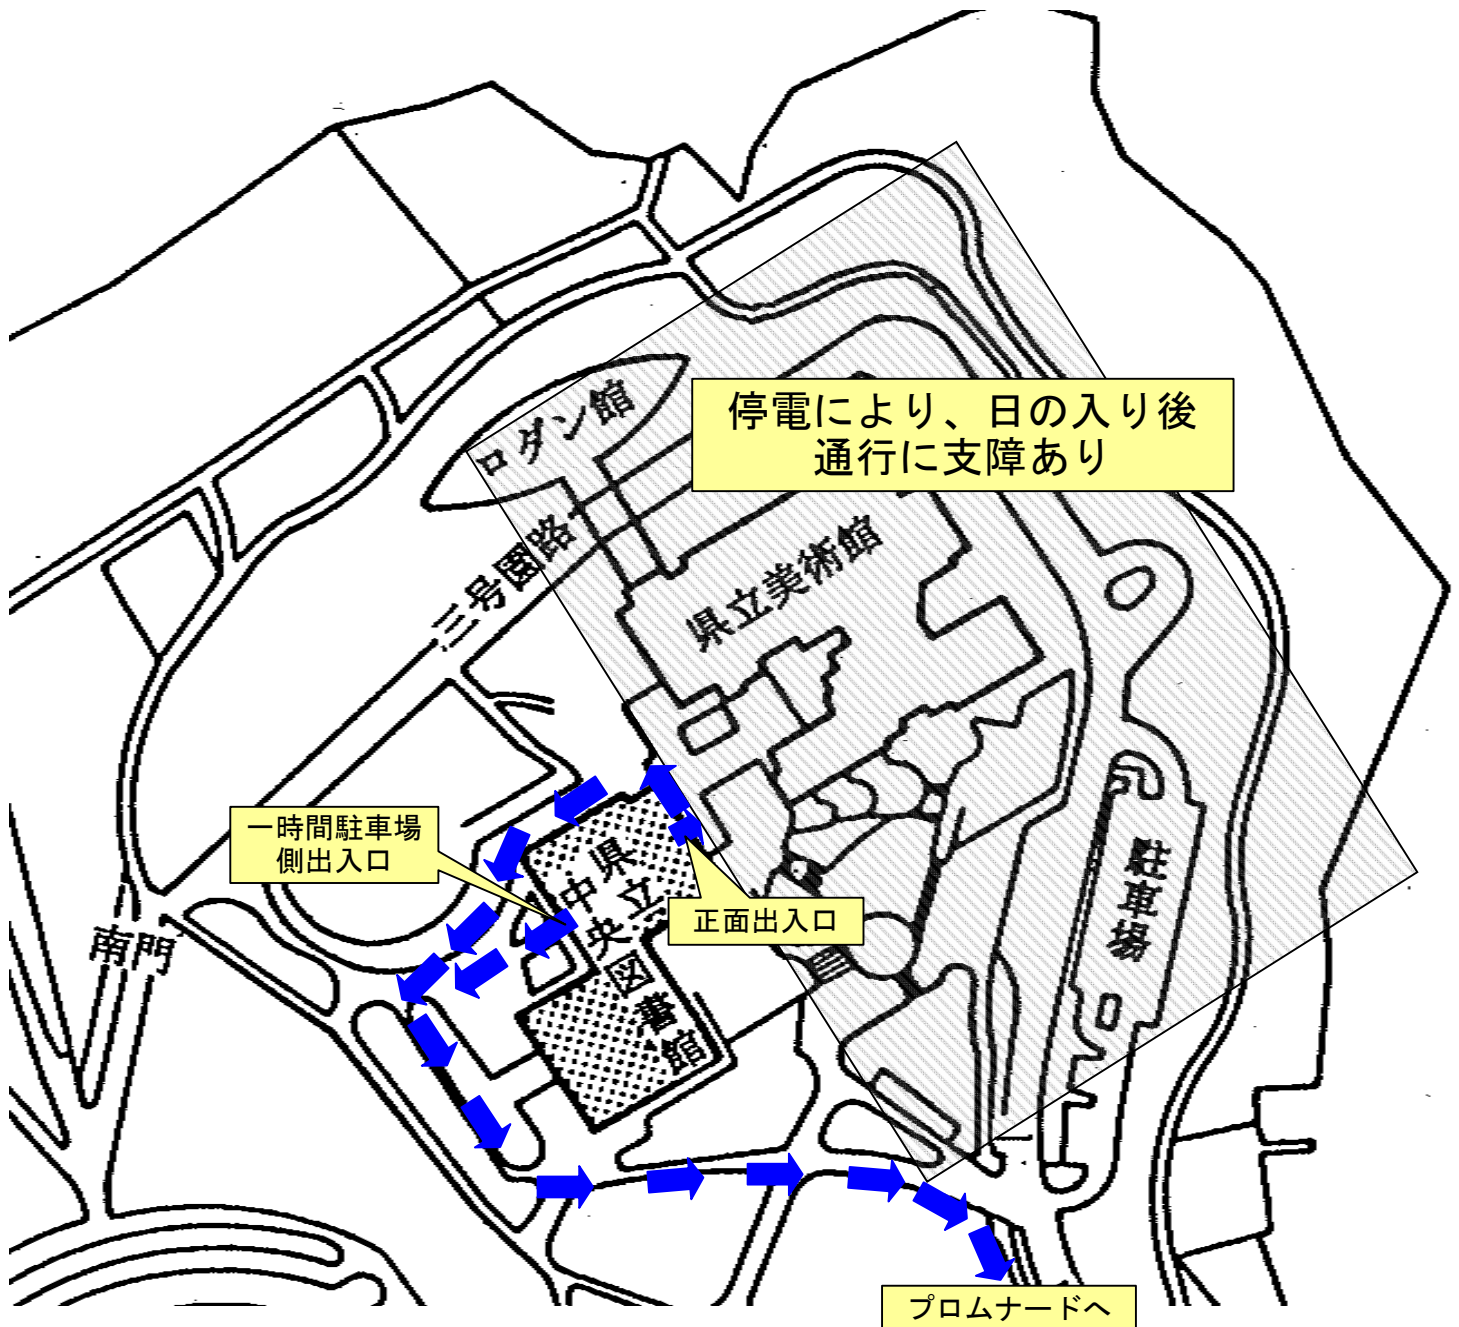 ロダン館
停電により、日の入り後
通行に支障あり
三号園路
県立美術館
一時間駐車場
側出入口
県立
中央図書館
正面出入口
駐車場
南門
プロムナードへ